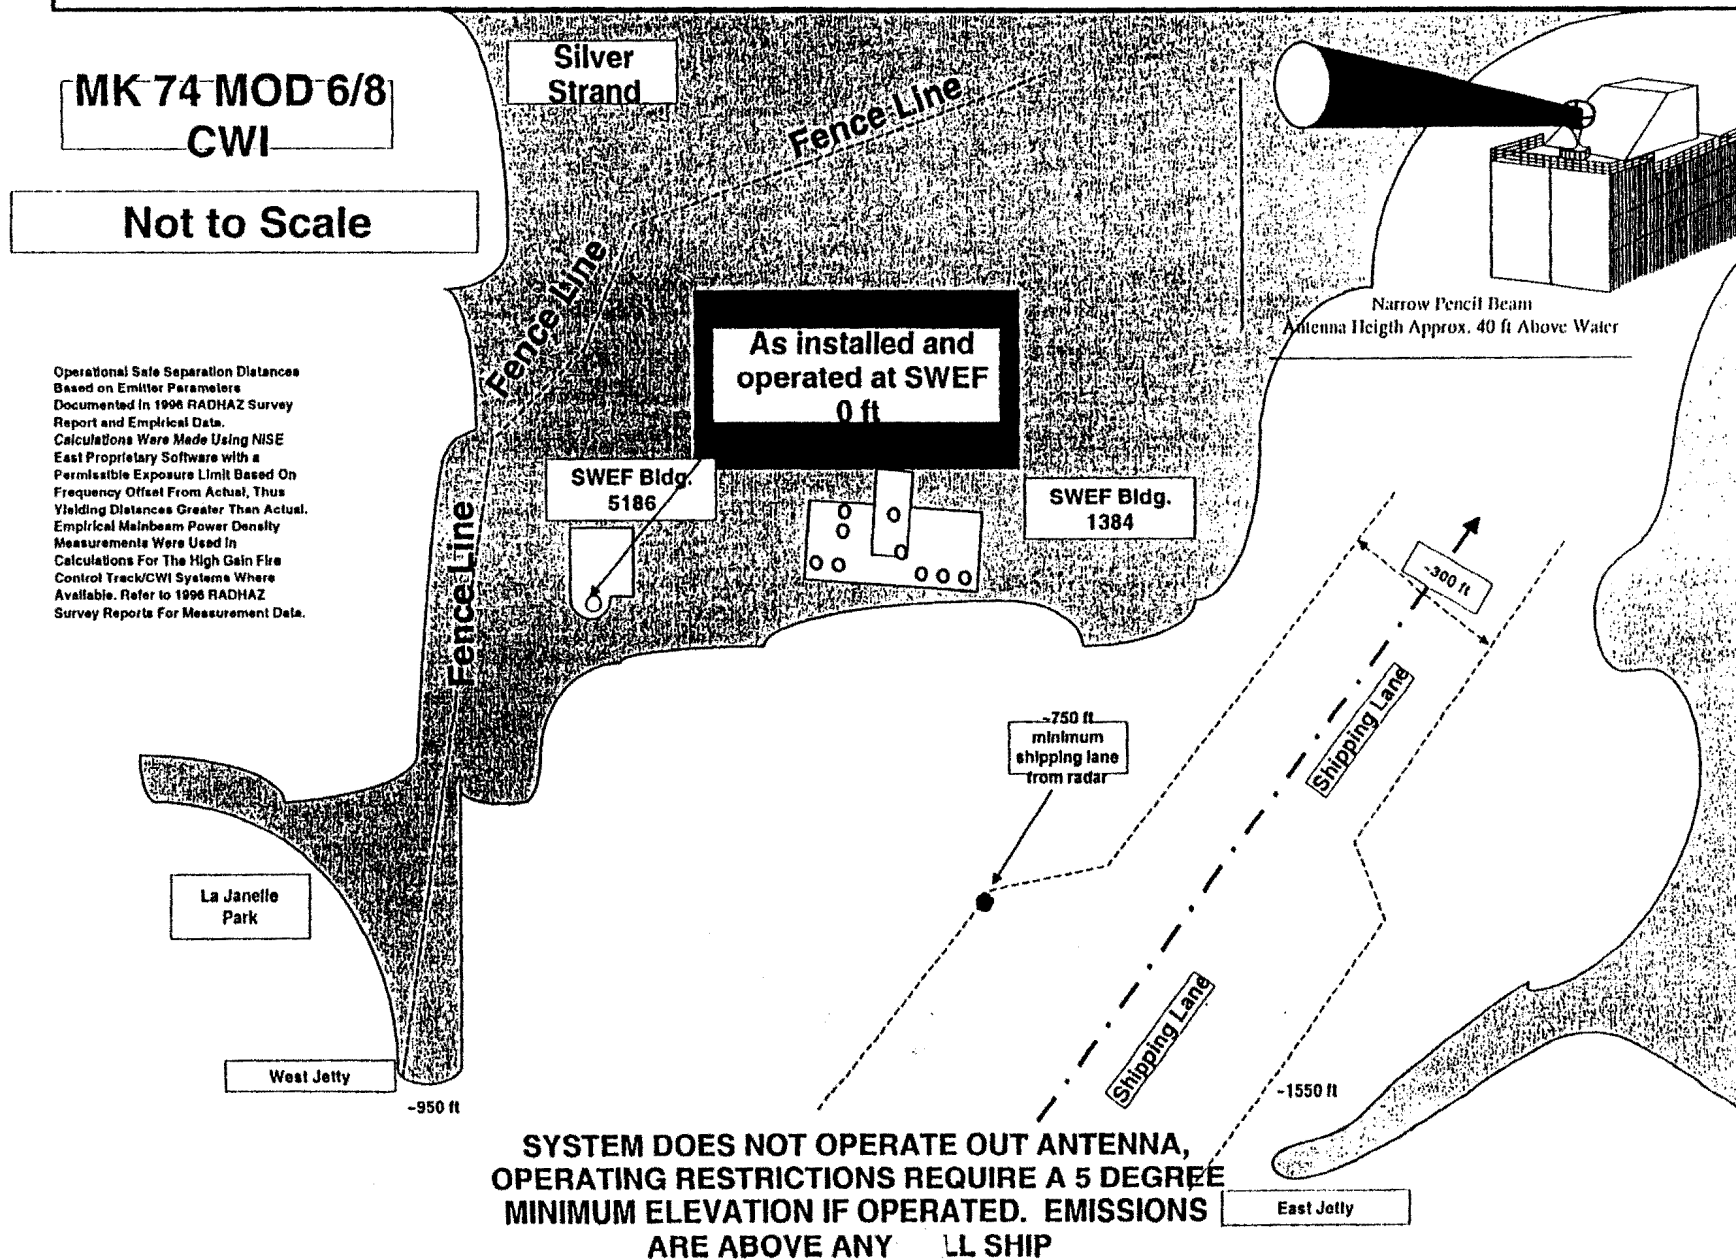 MK 74 MOD 6/8
CWI
Not to Scale
Silver
Strand
Fence Line
Fence Line
Fence Line
Narrow Pencil Beam
Antenna Heigth Approx. 40 ft Above Water
As installed and
operated at SWEF
0 ft
Operational Safe Separation Distances
Based on Emitter Parameters
Documented in 1996 RADHAZ Survey
Report and Empirical Data.
Calculations Were Made Using NISE
East Proprietary Software with a
Permissible Exposure Limit Based On
Frequency Offset From Actual, Thus
Yielding Distances Greater Than Actual.
Empirical Mainbeam Power Density
Measurements Were Used In
Calculations For The High Gain Fire
Control Track/CWI Systems Where
Available. Refer to 1996 RADHAZ
Survey Reports For Measurement Data.
SWEF Bldg.
5186
SWEF Bldg.
1384
~300 ft
Shipping Lane
~750 ft
minimum
shipping lane
from radar
La Janelle
Park
Shipping Lane
West Jetty
~950 ft
~1550 ft
East Jetty
SYSTEM DOES NOT OPERATE OUT ANTENNA,
OPERATING RESTRICTIONS REQUIRE A 5 DEGREE
MINIMUM ELEVATION IF OPERATED. EMISSIONS
ARE ABOVE ANY LL SHIP